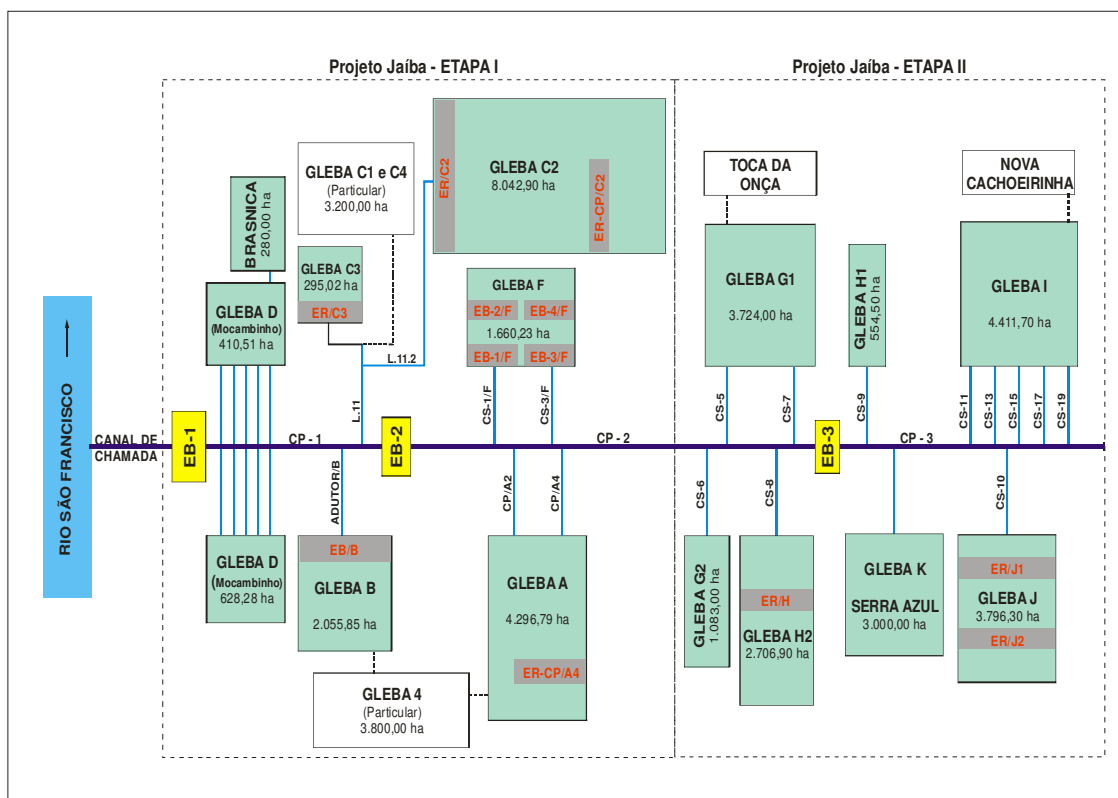 Projeto Jaíba - ETAPA I
Projeto Jaíba - ETAPA II
GLEBA C1 e C4
(Particular)
3.200,00 ha
ER/C2
GLEBA C2
8.042,90 ha
ER-CP/C2
TOCA DA
ONÇA
NOVA
CACHOEIRINHA
BRASNICA
280,00 ha
GLEBA C3
295,02 ha
ER/C3
GLEBA D
(Mocambinho)
410,51 ha
GLEBA F
EB-2/F
EB-4/F
1.660,23 ha
EB-1/F
EB-3/F
GLEBA G1
3.724,00 ha
GLEBA H1
554,50 ha
GLEBA I
4.411,70 ha
L.11.2
L.11
CS-1/F
CS-3/F
CS-5
CS-7
CS-9
CS-11
CS-13
CS-15
CS-17
CS-19
RIO SÃO FRANCISCO
CANAL DE
CHAMADA
EB-1
CP - 1
EB-2
CP - 2
EB-3
CP - 3
ADUTOR/B
CP/A2
CP/A4
CS-6
CS-8
CS-10
GLEBA D
(Mocambinho)
628,28 ha
EB/B
GLEBA B
2.055,85 ha
GLEBA A
4.296,79 ha
ER-CP/A4
GLEBA 4
(Particular)
3.800,00 ha
GLEBA G2
1.083,00 ha
ER/H
GLEBA H2
2.706,90 ha
GLEBA K
SERRA AZUL
3.000,00 ha
ER/J1
GLEBA J
3.796,30 ha
ER/J2